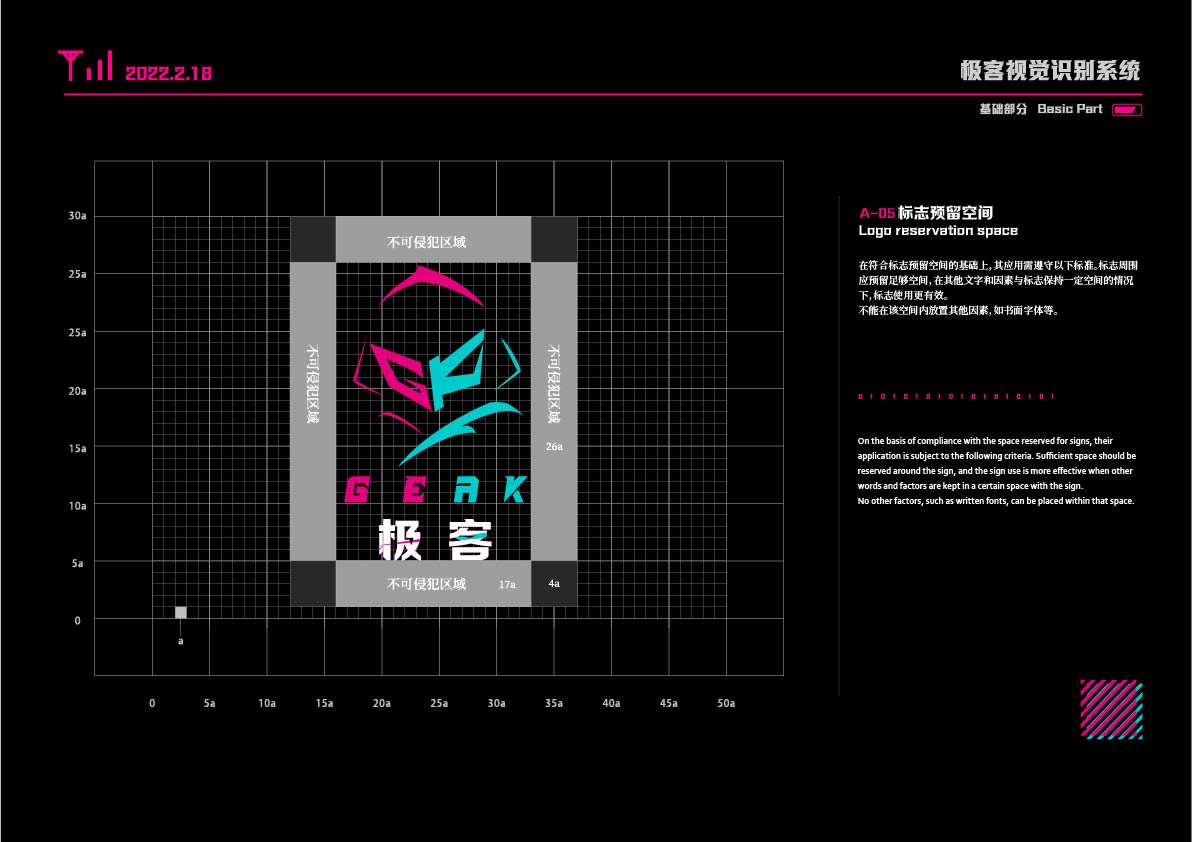 2022.2.18
极客视觉识别系统
基础部分 Basic Part
A-05标志预留空间
Logo reservation space
在符合标志预留空间的基础上，其应用需遵守以下标准。标志周围
应预留足够空间，在其他文字和因素与标志保持一定空间的情况
下，标志使用更有效。
不能在该空间内放置其他因素，如书面字体等。
0 1 0 1 0 1 0 1 0 1 0 1 0 1 0 1 0 1
On the basis of compliance with the space reserved for signs, their
application is subject to the following criteria. Sufficient space should be
reserved around the sign, and the sign use is more effective when other
words and factors are kept in a certain space with the sign.
No other factors, such as written fonts, can be placed within that space.
30a
25a
25a
20a
15a
10a
5a
0
不可侵犯区域
不可侵犯区域
不可侵犯区域
26a
GEAK
极客
不可侵犯区域 17a 4a
a
0 5a 10a 15a 20a 25a 30a 35a 40a 45a 50a